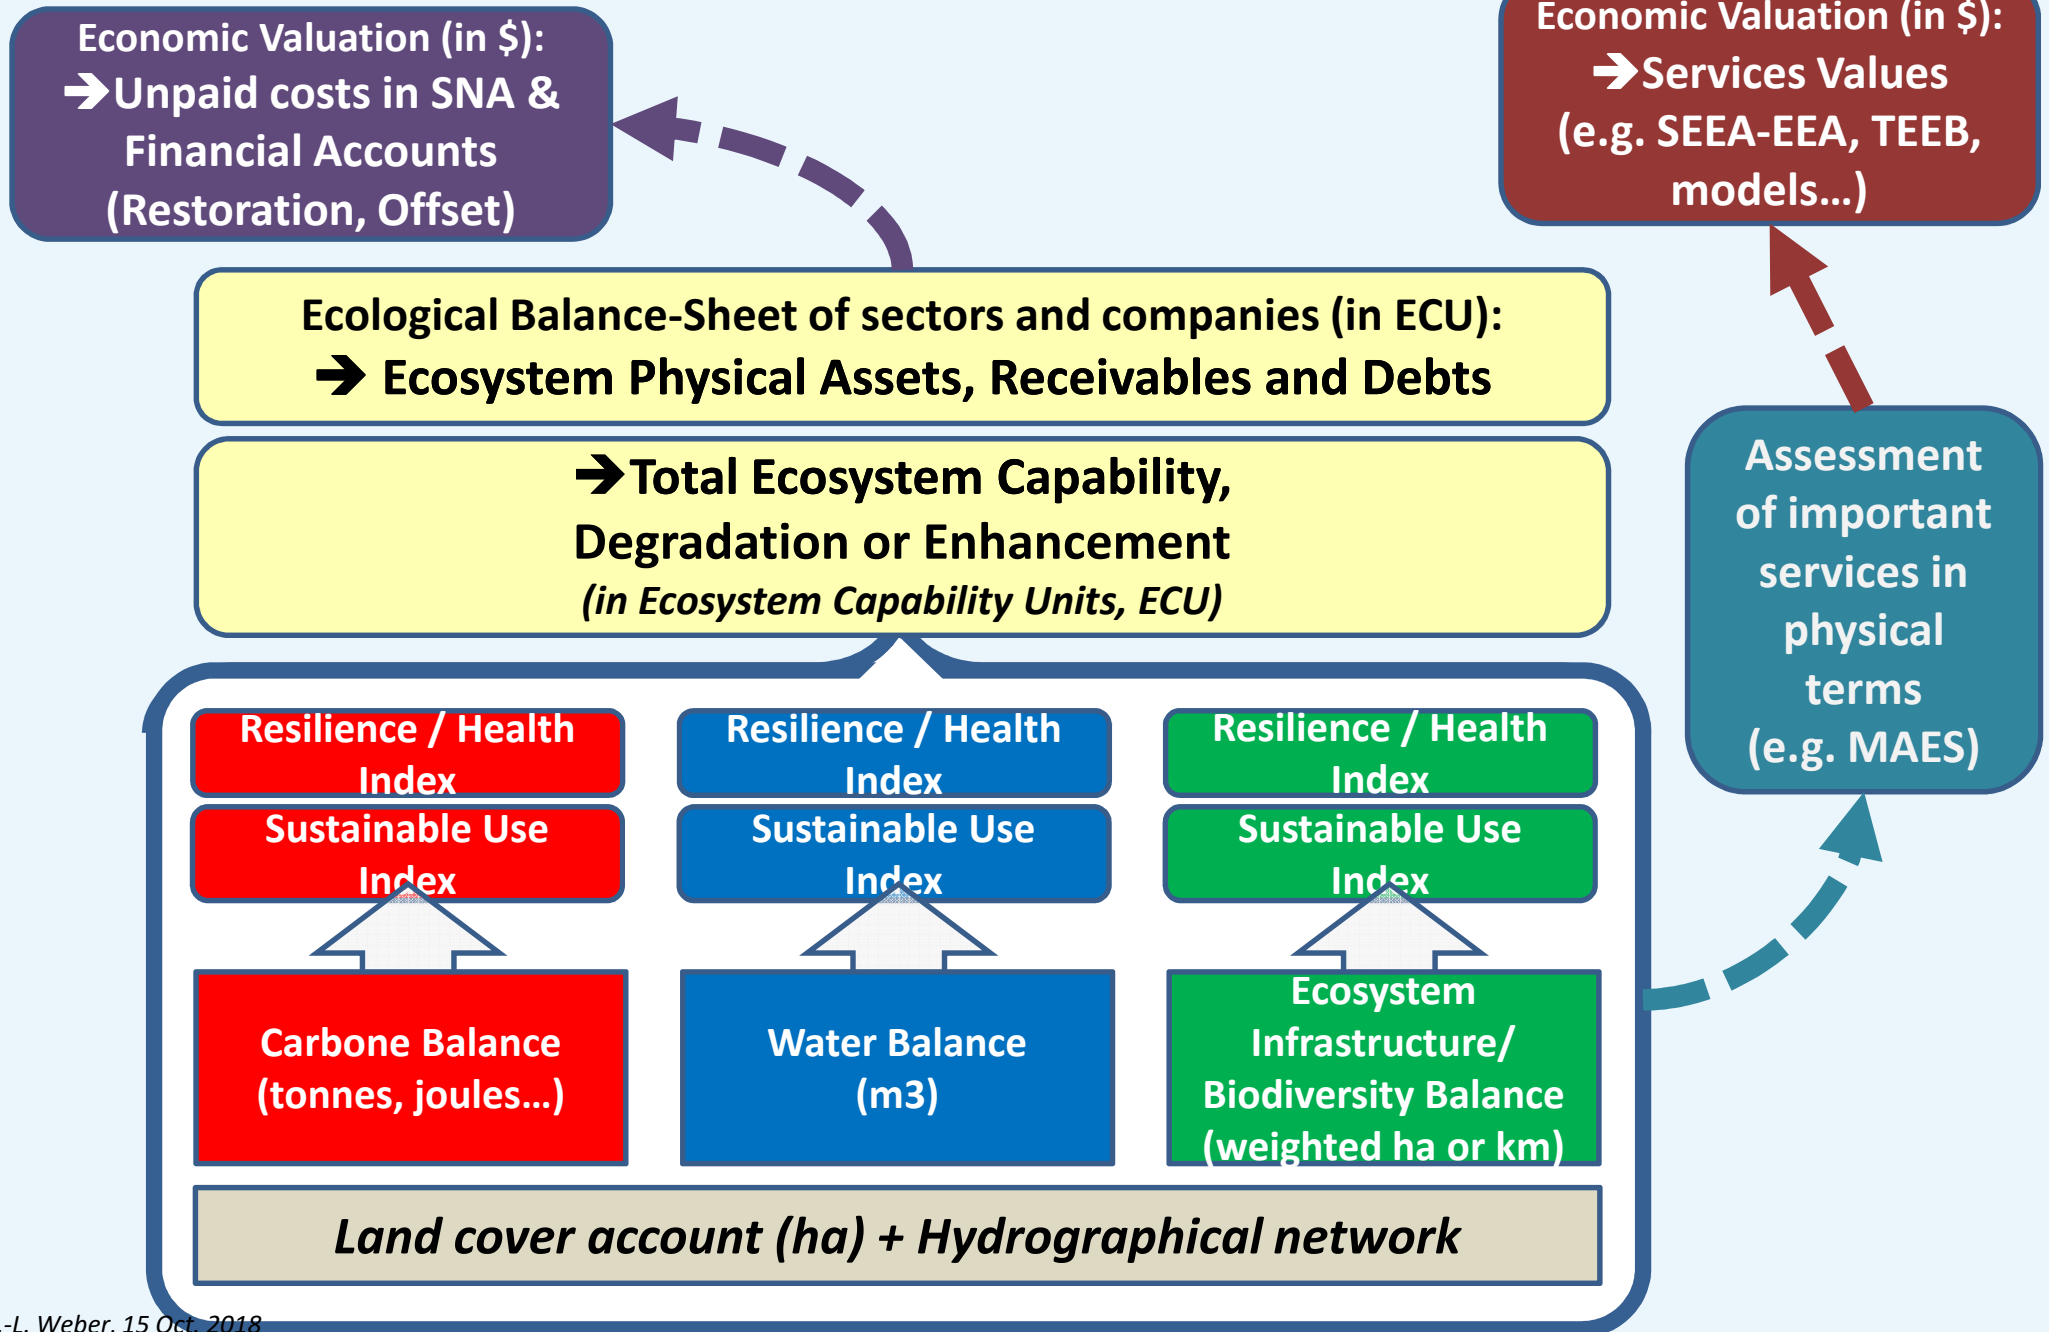 Economic Valuation (in $):
➔Unpaid costs in SNA &
Financial Accounts
(Restoration, Offset)
Economic Valuation (in $):
➔Services Values
(e.g. SEEA-EEA, TEEB,
models…)
Ecological Balance-Sheet of sectors and companies (in ECU):
➔ Ecosystem Physical Assets, Receivables and Debts
➔Total Ecosystem Capability,
Degradation or Enhancement
(in Ecosystem Capability Units, ECU)
Assessment
of important
services in
physical
terms
(e.g. MAES)
Resilience / Health
Index
Resilience / Health
Index
Resilience / Health
Index
Sustainable Use
Index
Sustainable Use
Index
Sustainable Use
Index
Carbone Balance
(tonnes, joules…)
Water Balance
(m3)
Ecosystem
Infrastructure/
Biodiversity Balance
(weighted ha or km)
Land cover account (ha) + Hydrographical network
.-L. Weber, 15 Oct. 2018